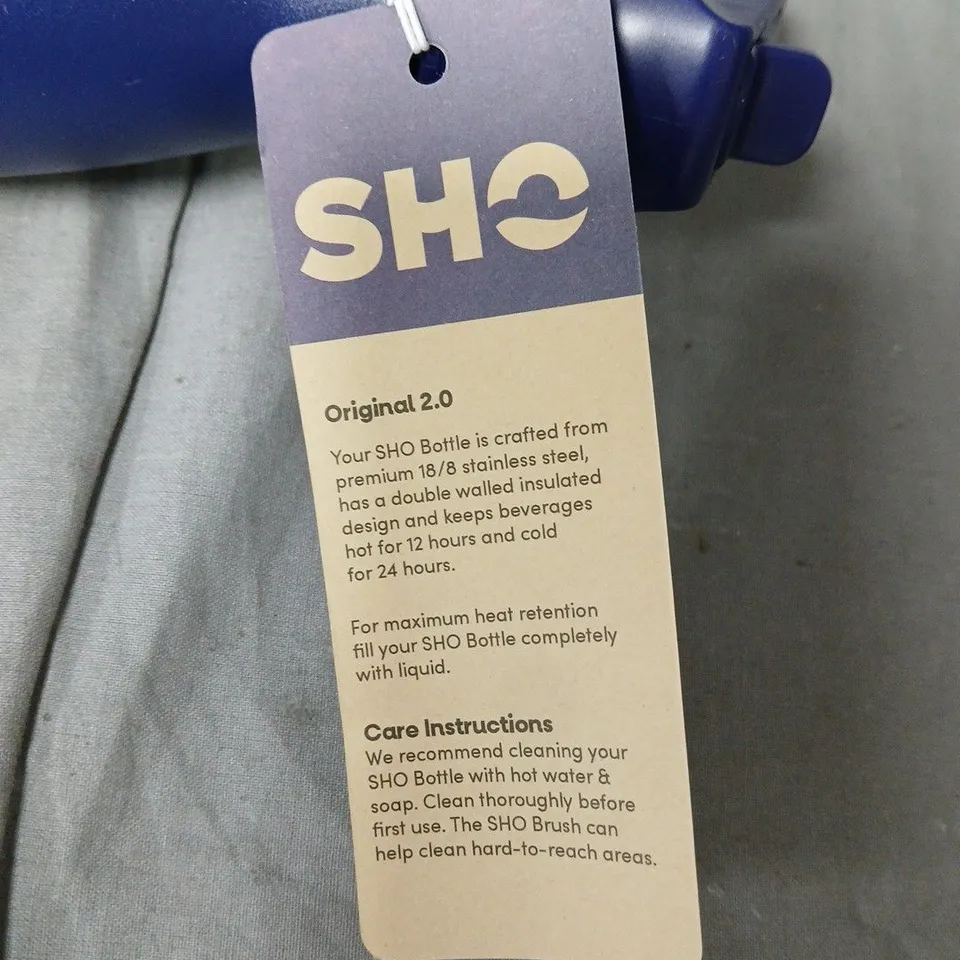 SHO
Original 2.0
Your SHO Bottle is crafted from
premium 18/8 stainless steel,
has a double walled insulated
design and keeps beverages
hot for 12 hours and cold
for 24 hours.
For maximum heat retention
fill your SHO Bottle completely
with liquid.
Care Instructions
We recommend cleaning your
SHO Bottle with hot water &
soap. Clean thoroughly before
first use. The SHO Brush can
help clean hard-to-reach areas.